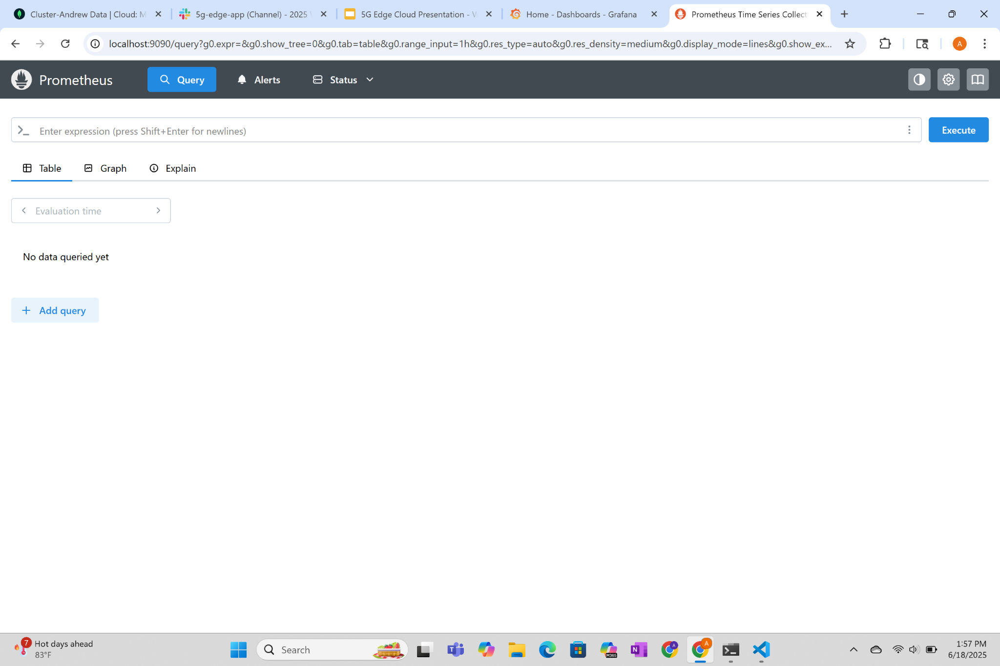 Cluster-Andrew Data | Cloud: M
5g-edge-app (Channel) - 2025
5G Edge Cloud Presentation - W
Home - Dashboards - Grafana
Prometheus Time Series Collect
localhost:9090/query?g0.expr=&g0.show_tree=0&g0.tab=table&g0.range_input=1h&g0.res_type=auto&g0.res_density=medium&g0.display_mode=lines&g0.show_ex...
A
Prometheus
Query
Alerts
Status
>_ Enter expression (press Shift+Enter for newlines)
Execute
Table
Graph
Explain
Evaluation time
No data queried yet
+ Add query
7
Hot days ahead
83°F
Search
T
M365
N
A
A
1:57 PM
6/18/2025